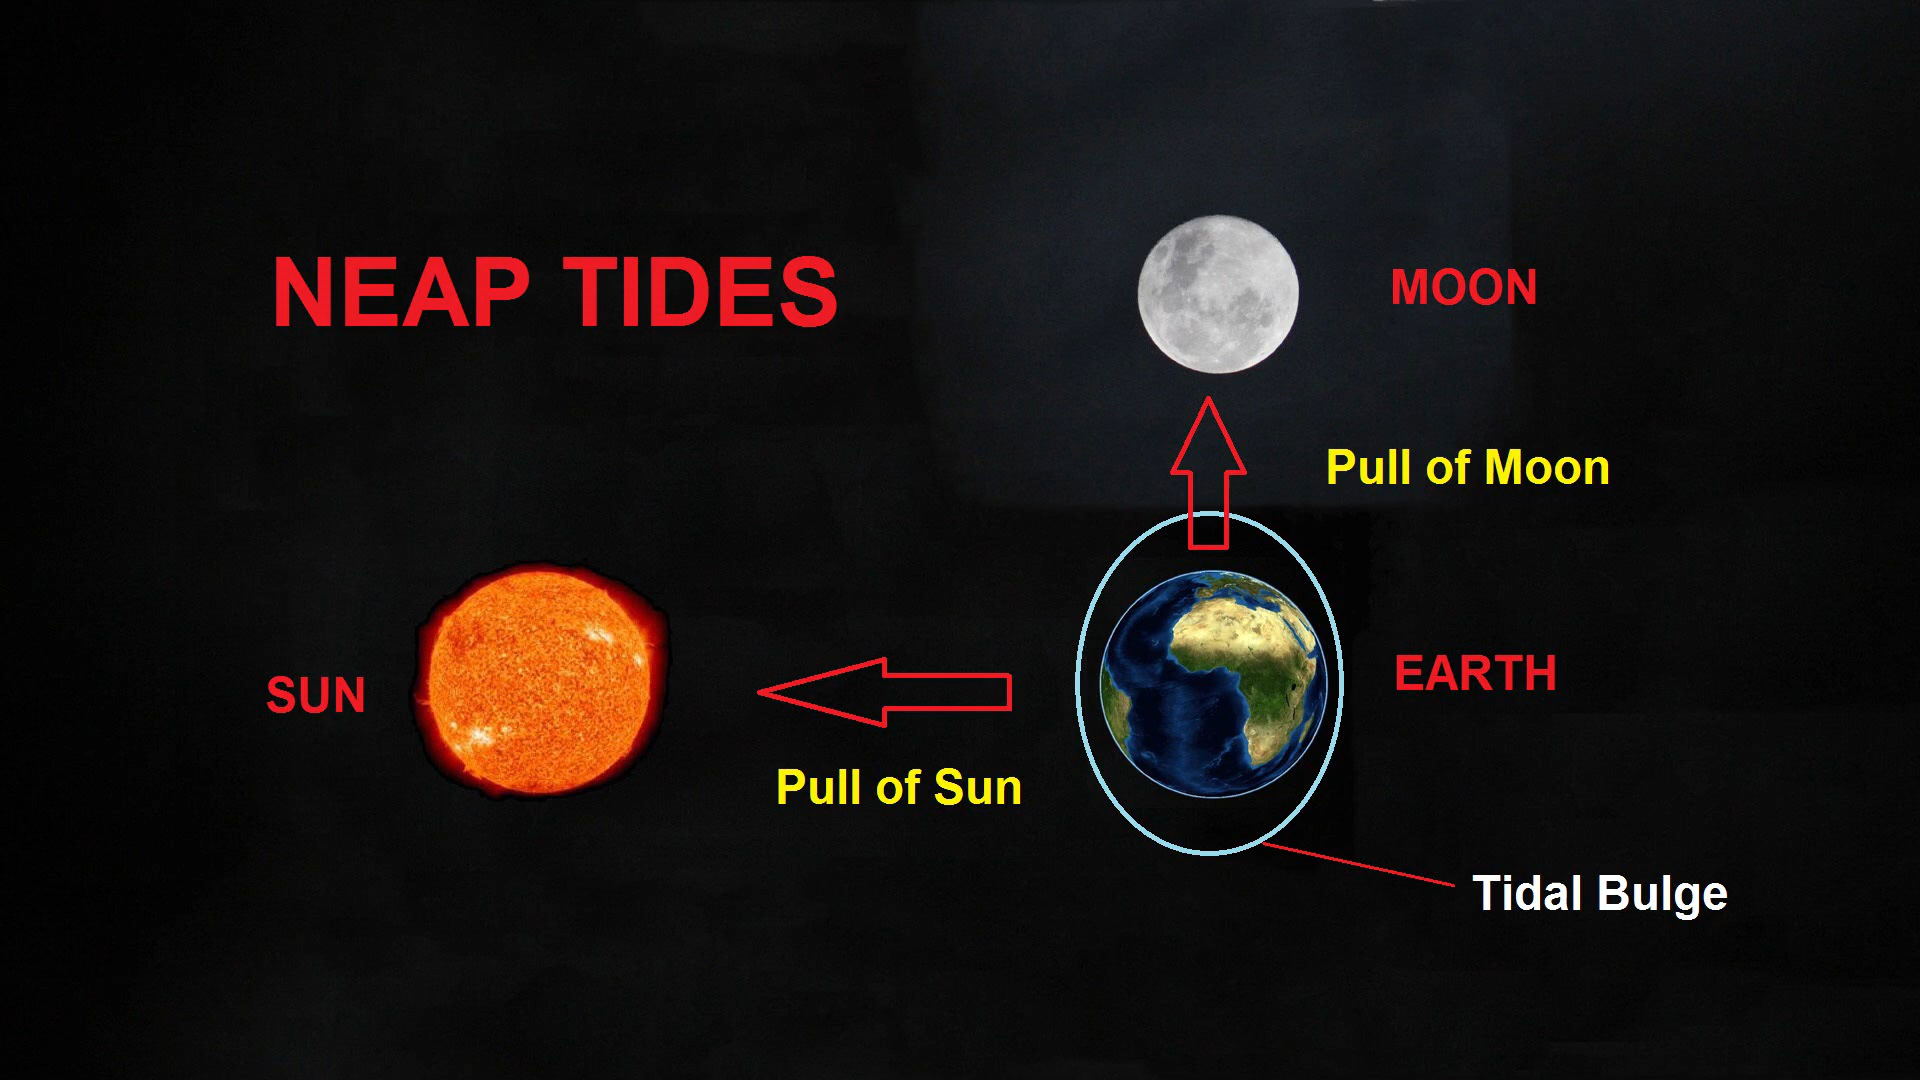 NEAP TIDES
MOON
Pull of Moon
SUN
EARTH
Pull of Sun
Tidal Bulge